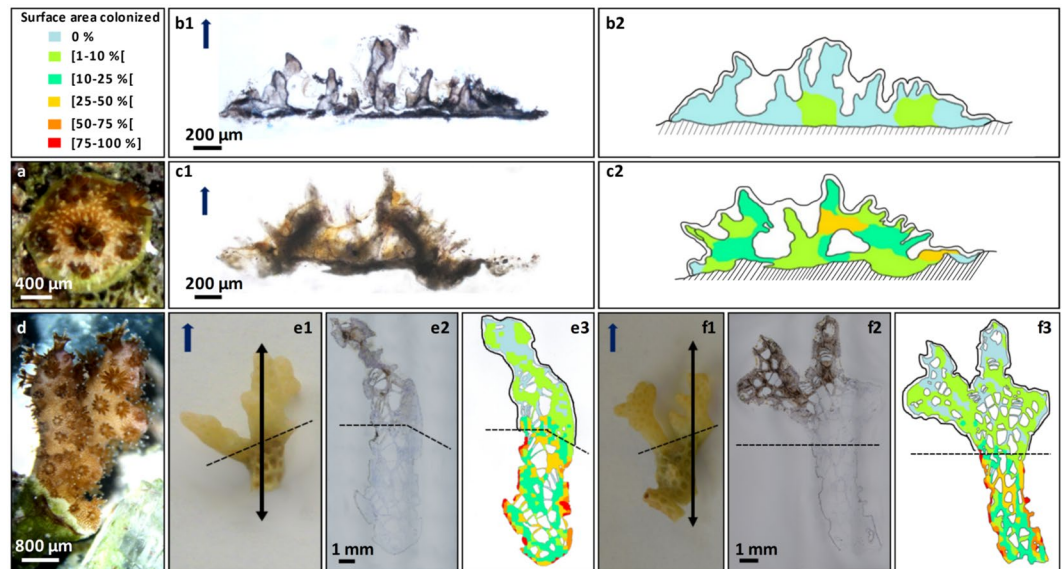 Surface area colonized
0 %
[1-10 %[
[10-25 %[
[25-50 %[
[50-75 %[
[75-100 %]
b1
200 µm
b2
a
400 µm
c1
200 µm
c2
d
800 µm
e1
e2
1 mm
e3
f1
f2
1 mm
f3